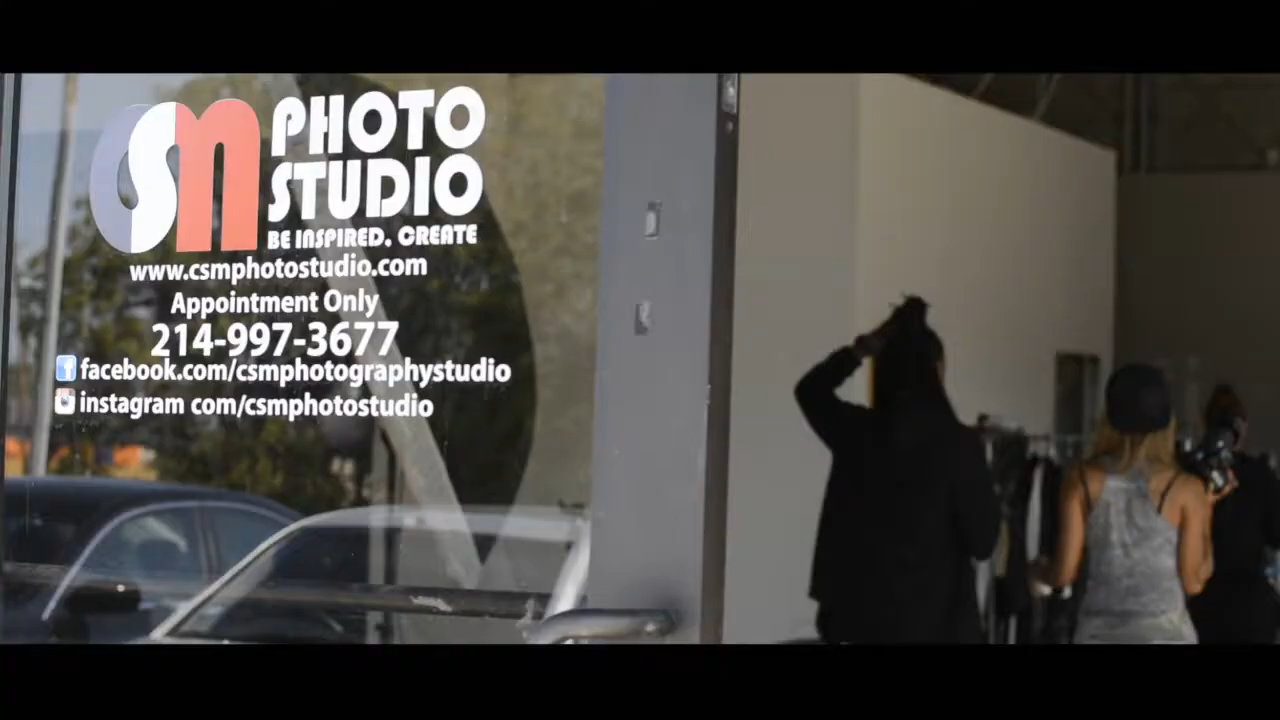 CSM PHOTO
STUDIO
BE INSPIRED. CREATE
www.csmphotostudio.com
Appointment Only
214-997-3677
facebook.com/csmphotographystudio
instagram com/csmphotostudio